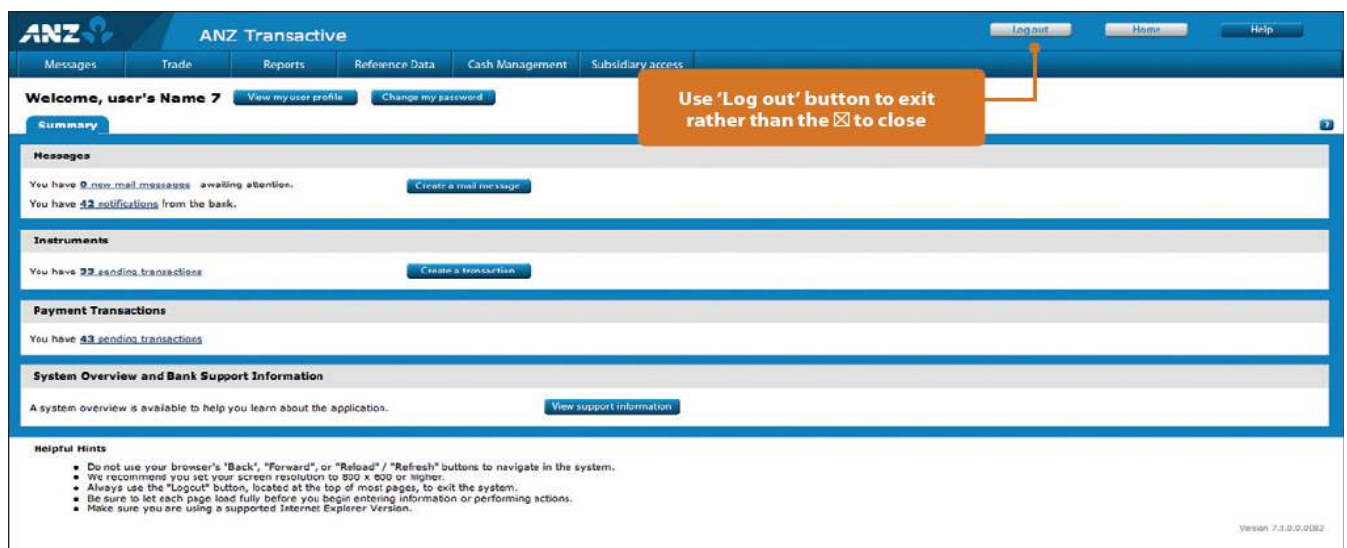 ANZ
ANZ Transactive
Log out Home Help
Messages Trade Reports Reference Data Cash Management Subsidiary access
Welcome, user's Name 7 View my user profile Change my password
Use 'Log out' button to exit
rather than the ☒ to close
Summary
?
Messages
You have 0 new mail messages awaiting attention. Create a mail message
You have 42 notifications from the bank.
Instruments
You have pending transactions Create a transaction
Payment Transactions
You have 43 pending transactions
System Overview and Bank Support Information
A system overview is available to help you learn about the application. View support information
Helpful Hints
• Do not use your browser's "Back", "Forward", or "Reload" / "Refresh" buttons to navigate in the system.
• We recommend you set your screen resolution to 800 x 600 or higher.
• Always use the "Logout" button, located at the top of most pages, to exit the system.
• Be sure to let each page load fully before you begin entering information or performing actions.
• Make sure you are using a supported Internet Explorer Version.
Version 7.1.0.0.0082